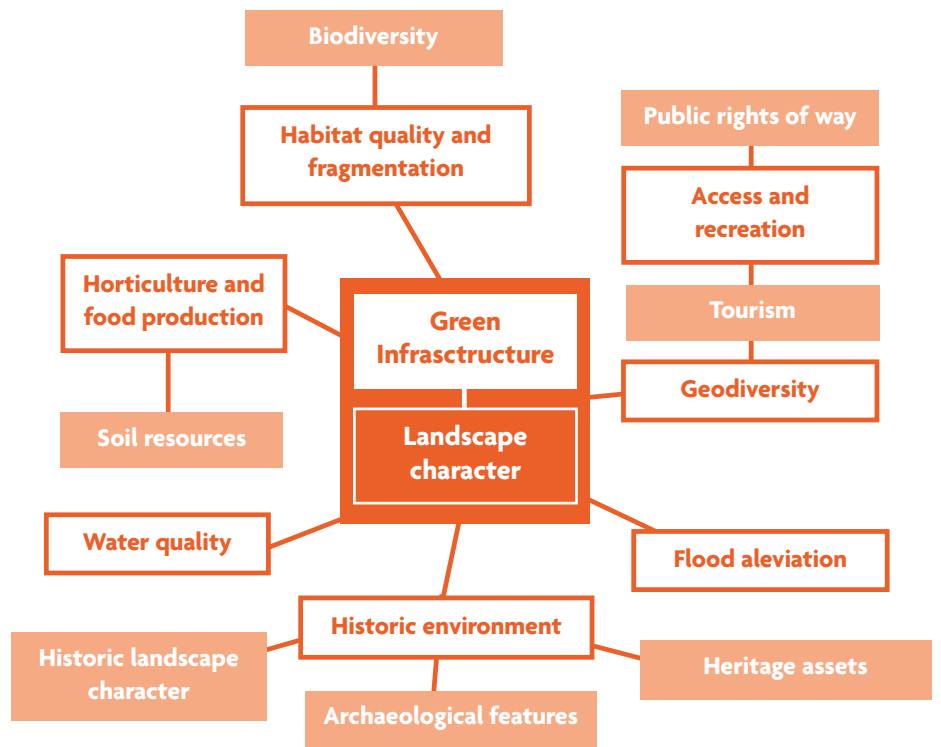 Biodiversity
Habitat quality and
fragmentation
Public rights of way
Access and
recreation
Tourism
Geodiversity
Horticulture and
food production
Soil resources
Green
Infrasctructure
Landscape
character
Water quality
Flood aleviation
Historic environment
Historic landscape
character
Archaeological features
Heritage assets